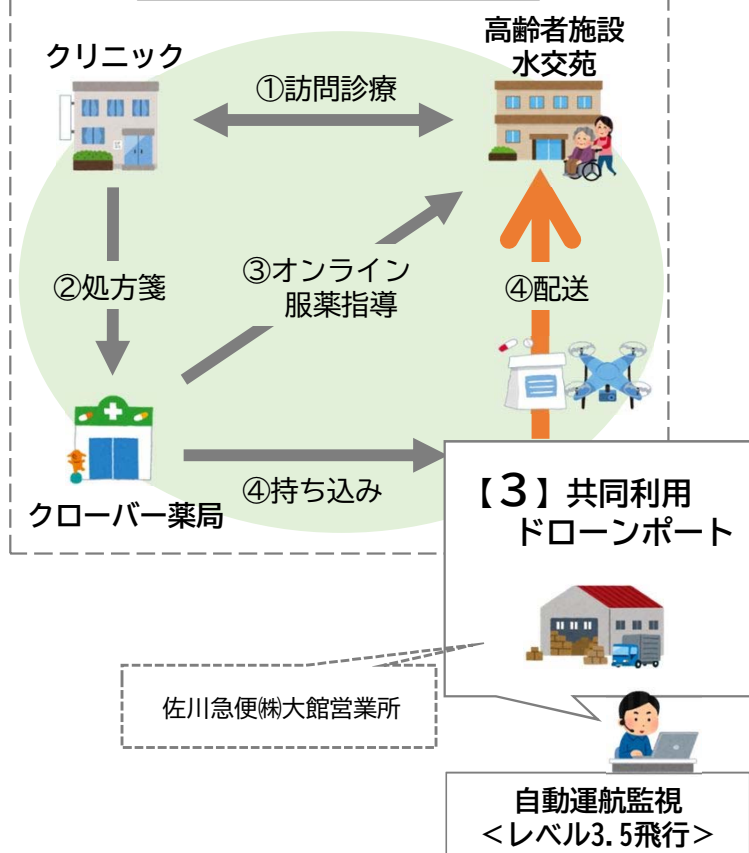 クリニック
高齢者施設
水交苑
①訪問診療
②処方箋
③オンライン
服薬指導
④配送
クローバー薬局
④持ち込み
【3】共同利用
ドローンポート
佐川急便㈱大館営業所
自動運航監視
<レベル3.5飛行>